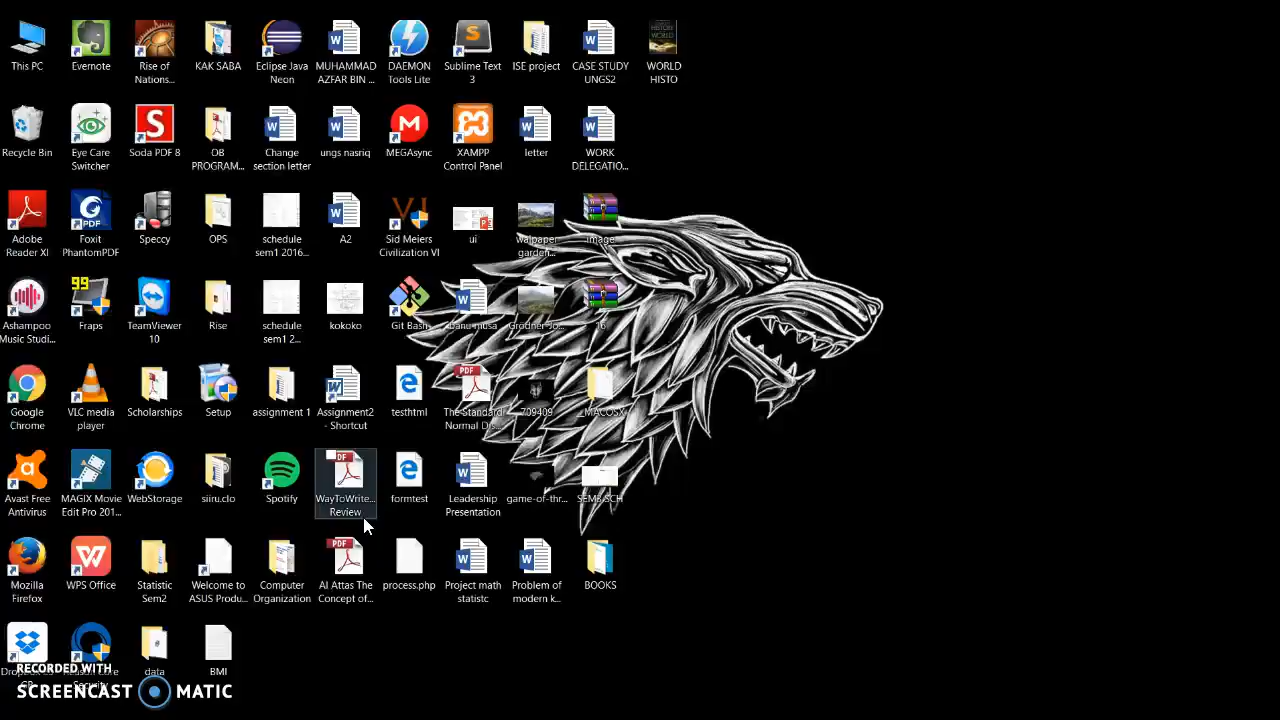 This PC
Evernote
Rise of
Nations...
KAK SABA
Eclipse Java
Neon
MUHAMMAD
AZFAR BIN ...
DAEMON
Tools Lite
Sublime Text
3
ISE project
CASE STUDY
UNGS2
WORLD
HISTO
Recycle Bin
Eye Care
Switcher
Soda PDF 8
OB
PROGRAM...
Change
section letter
ungs nasriq
MEGAsync
XAMPP
Control Panel
letter
WORK
DELEGATIO...
Adobe
Reader XI
Foxit
PhantomPDF
Speccy
OPS
schedule
sem1 2016...
A2
Sid Meiers
Civilization VI
ui
walpaper
garden...
image
Ashampoo
Music Studi...
Fraps
TeamViewer
10
Rise
schedule
sem1 2...
kokoko
Git Bash
banu musa
Grodner-Jo...
16
Google
Chrome
VLC media
player
Scholarships
Setup
assignment 1
Assignment2
- Shortcut
testhtml
The Standard
Normal Dis...
709409
__MACOSX
Avast Free
Antivirus
MAGIX Movie
Edit Pro 201...
WebStorage
siiru.clo
Spotify
WayToWrite...
Review
formtest
Leadership
Presentation
game-of-thr...
Mozilla
Firefox
WPS Office
Statistic
Sem2
Welcome to
ASUS Produ...
Computer
Organization
Al Attas The
Concept of...
process.php
Project math
statistc
Problem of
modern k...
BOOKS
data
BMI
RECORDED WITH
SCREENCAST MATIC